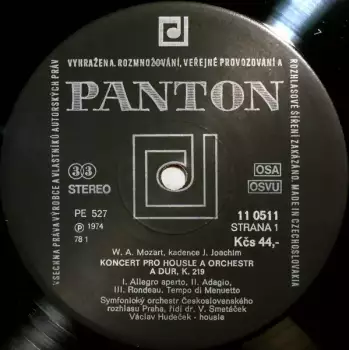 VŠECHNA PRÁVA VÝROBCE A VLASTNÍKŮ AUTORSKÝCH PRÁV
VYHRAŽENA. ROZMNOŽOVÁNÍ, VEŘEJNÉ PROVOZOVÁNÍ A
ROZHLASOVÉ ŠÍŘENÍ ZAKÁZÁNO. MADE IN CZECHOSLOVAKIA
PANTON
33
STEREO
OSA
OSVU
PE 527
℗ 1974
78 1
11 0511
STRANA 1
Kčs 44,-
W. A. Mozart, kadence J. Joachim
KONCERT PRO HOUSLE A ORCHESTR
A DUR, K. 219
I. Allegro aperto, II. Adagio,
III. Rondeau. Tempo di Menuetto
Symfonický orchestr Československého
rozhlasu Praha, řídí dr. V. Smetáček
Václav Hudeček - housle